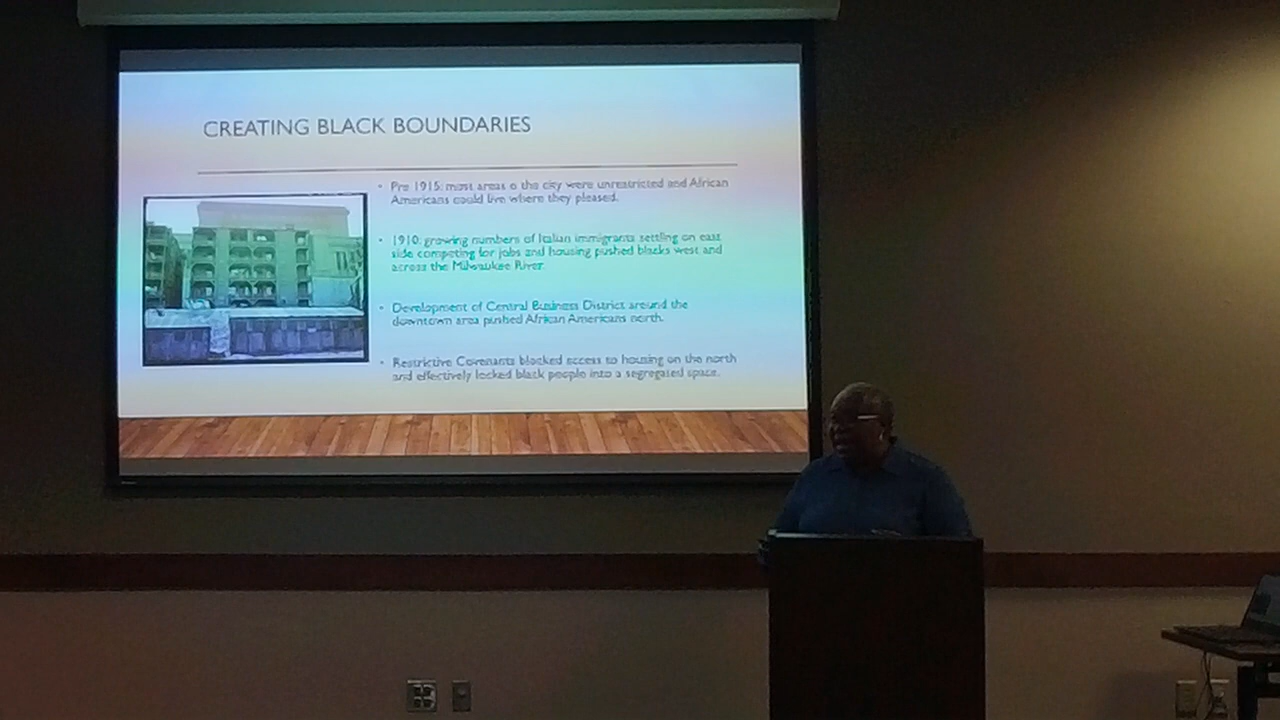 CREATING BLACK BOUNDARIES
• Pre 1915: most areas o the city were unrestricted and African
Americans could live where they pleased.
• 1910: growing numbers of Italian immigrants settling on east
side competing for jobs and housing pushed blacks west and
across the Milwaukee River.
• Development of Central Business District around the
downtown area pushed African Americans north.
• Restrictive Covenants blocked access to housing on the north
and effectively locked black people into a segregated space.